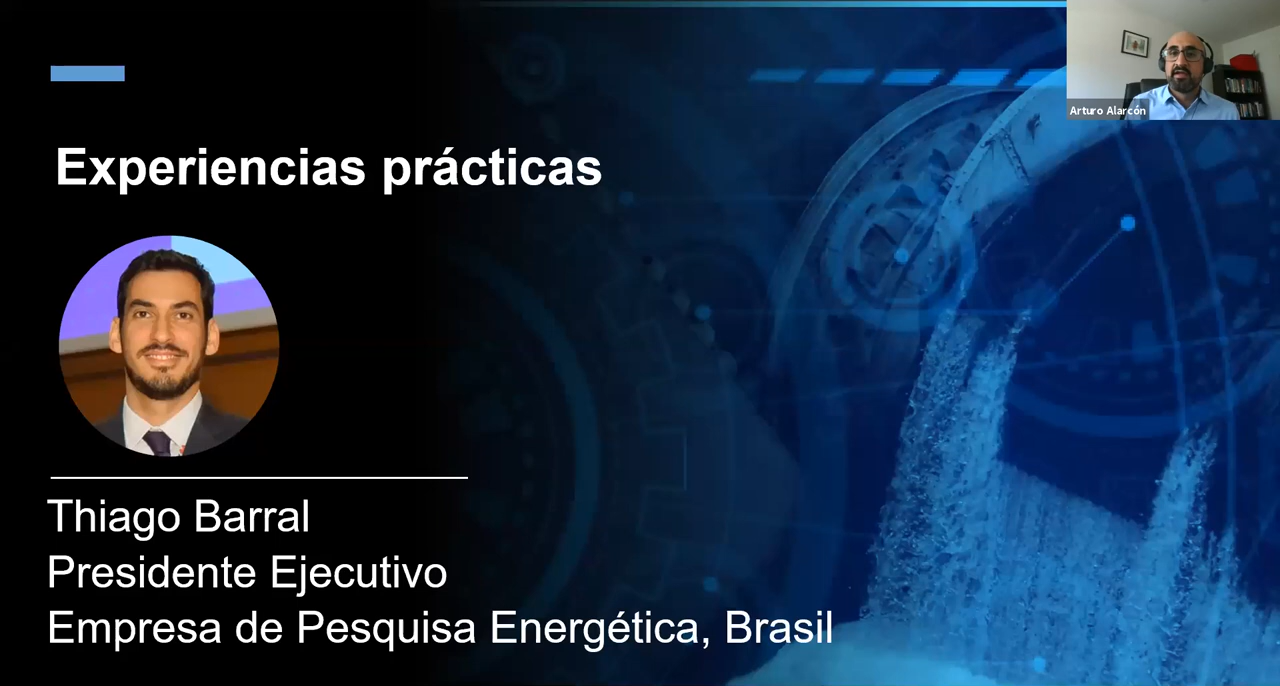 Arturo Alarcón
Experiencias prácticas
Thiago Barral
Presidente Ejecutivo
Empresa de Pesquisa Energética, Brasil